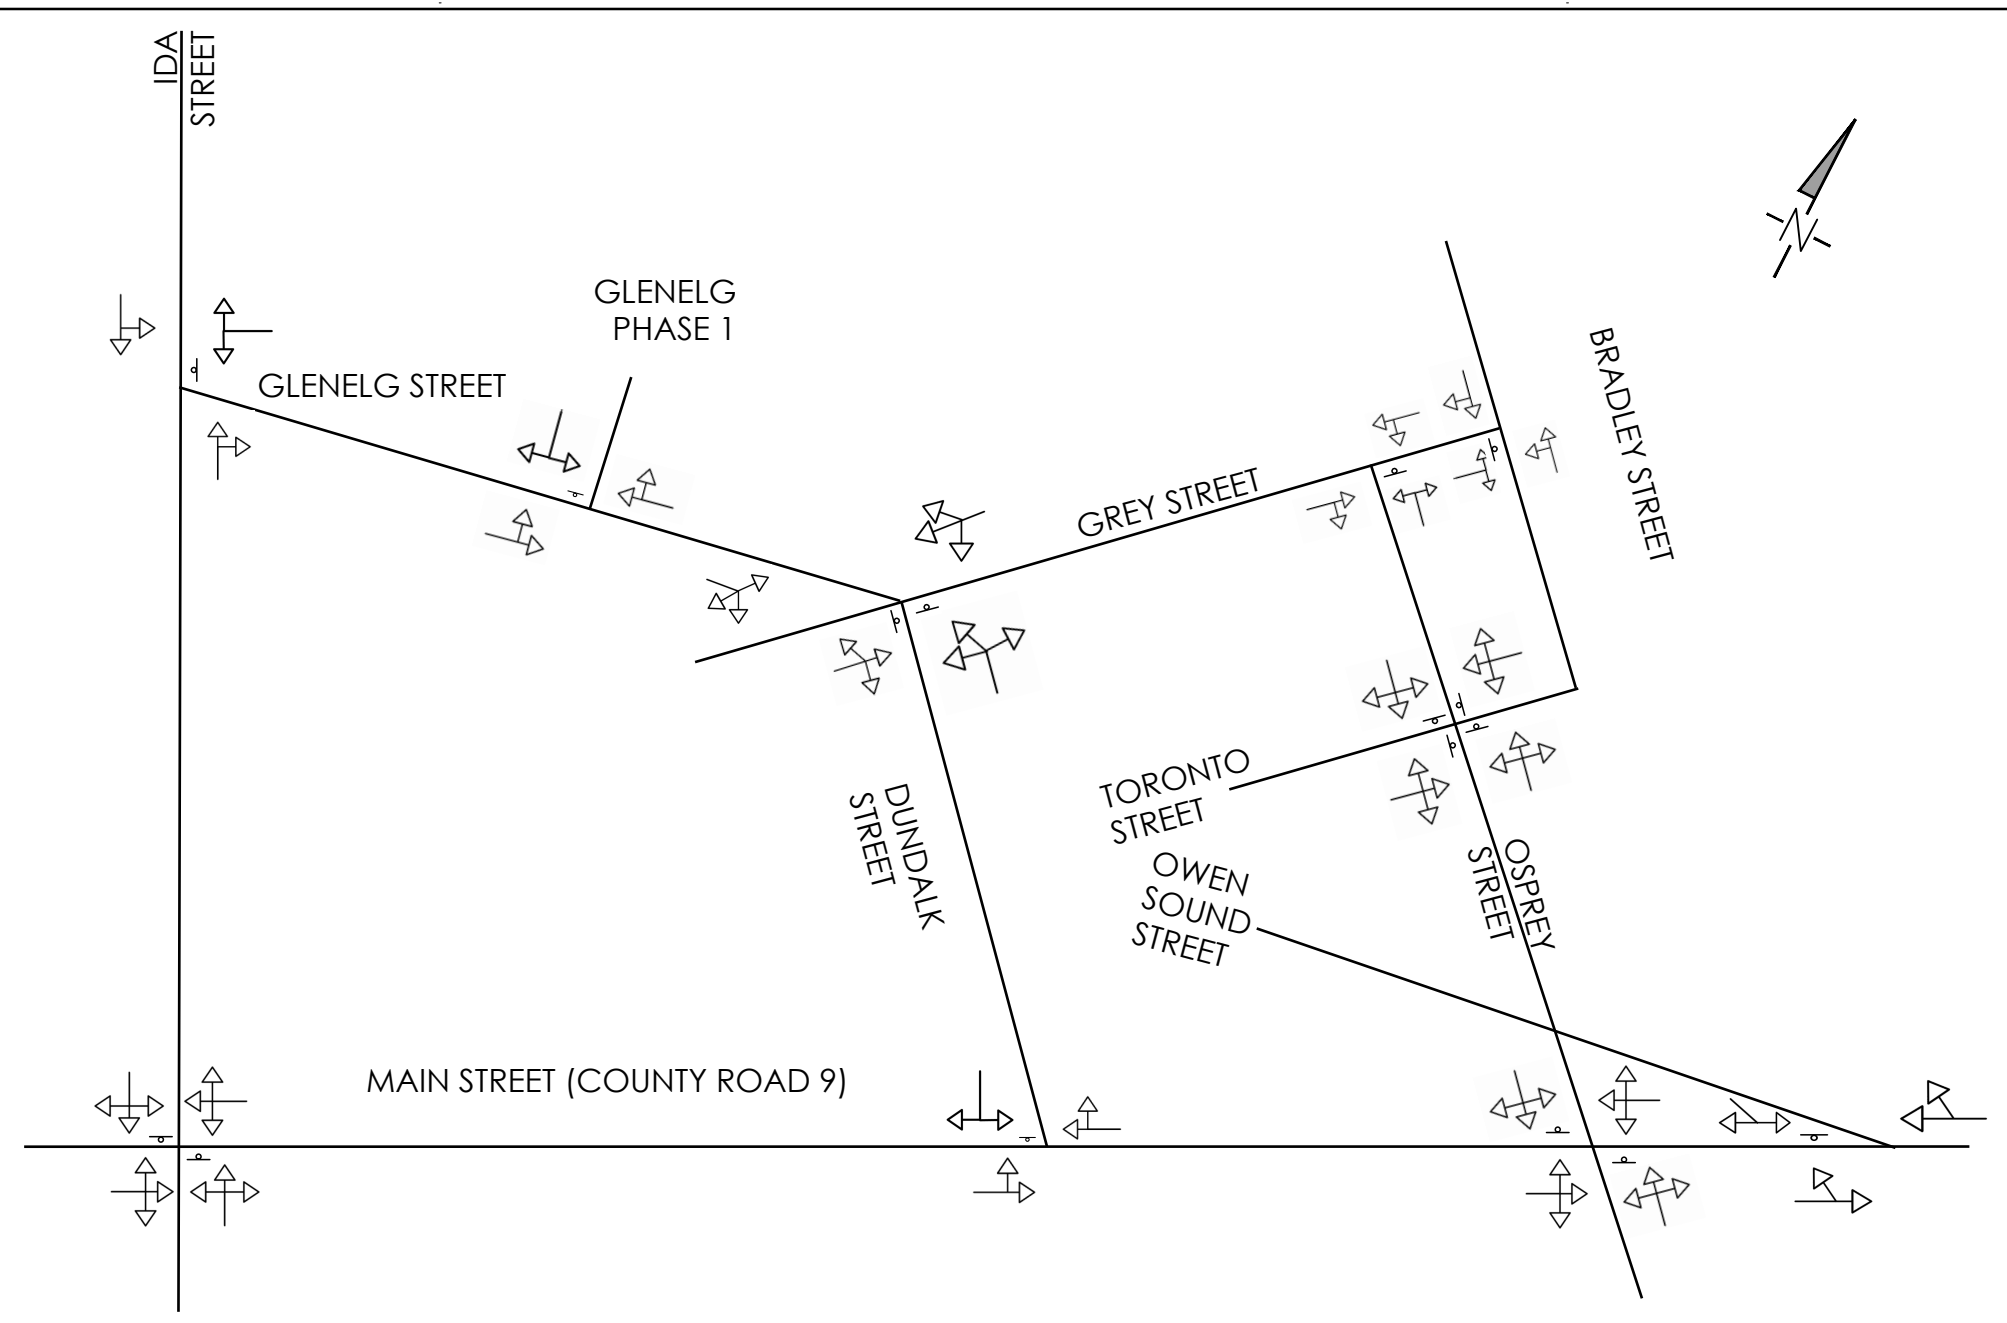 IDA
STREET
GLENELG
PHASE 1
GLENELG STREET
BRADLEY STREET
GREY STREET
N
TORONTO
STREET
DUNDALK
STREET
OWEN
SOUND
STREET
OSPREY
STREET
MAIN STREET (COUNTY ROAD 9)